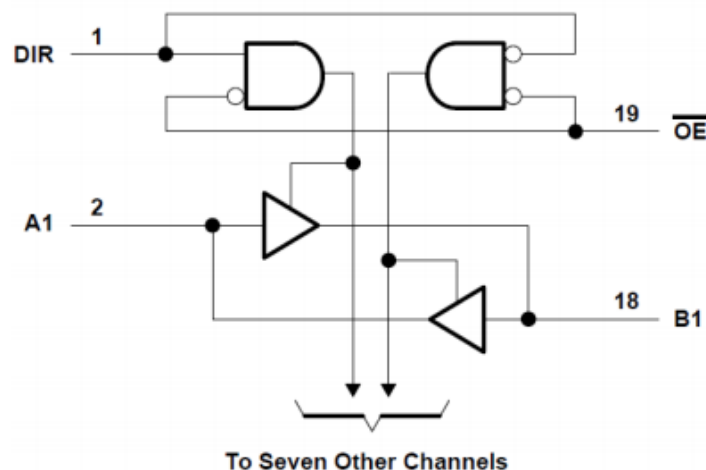 1
DIR
19
OE
2
A1
18
B1
To Seven Other Channels